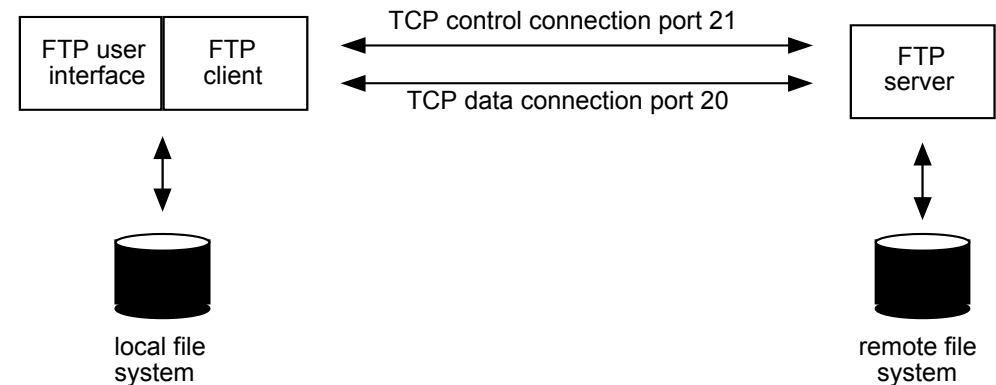 TCP control connection port 21
FTP user
interface
FTP
client
FTP
server
TCP data connection port 20
local file
system
remote file
system